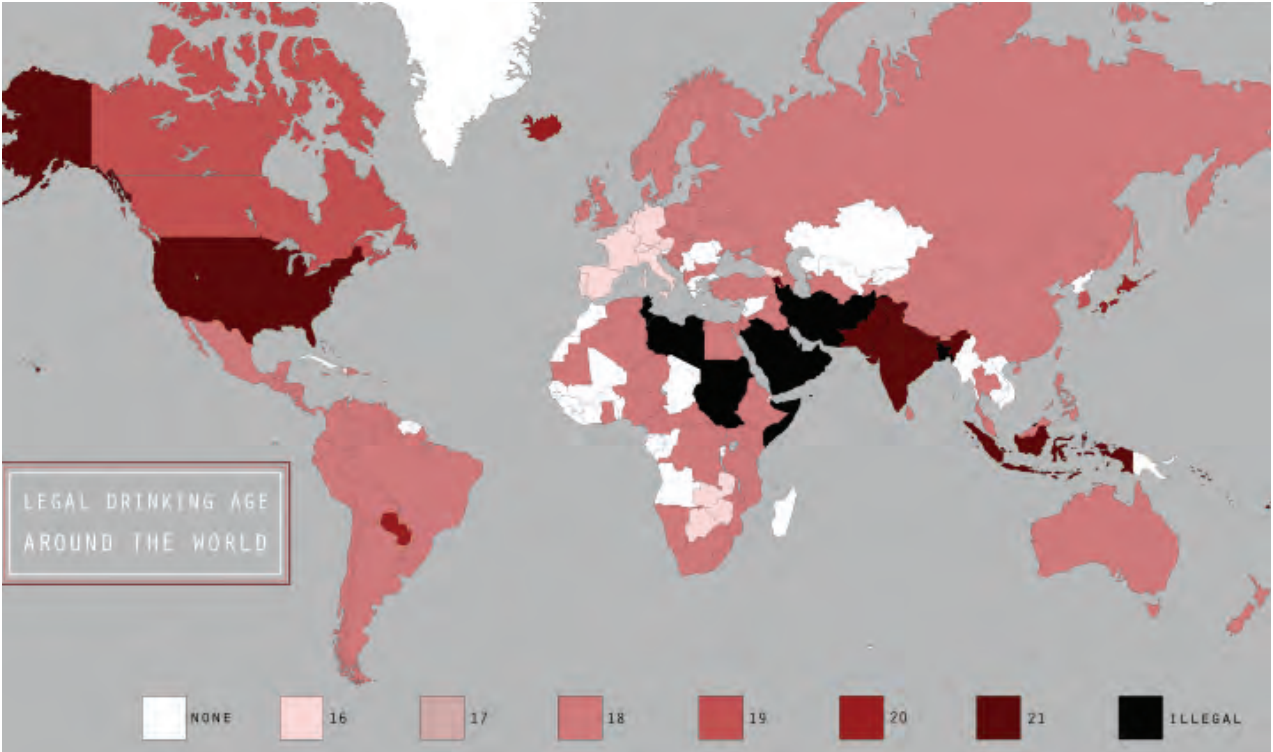 LEGAL DRINKING AGE
AROUND THE WORLD
NONE
16
17
18
19
20
21
ILLEGAL